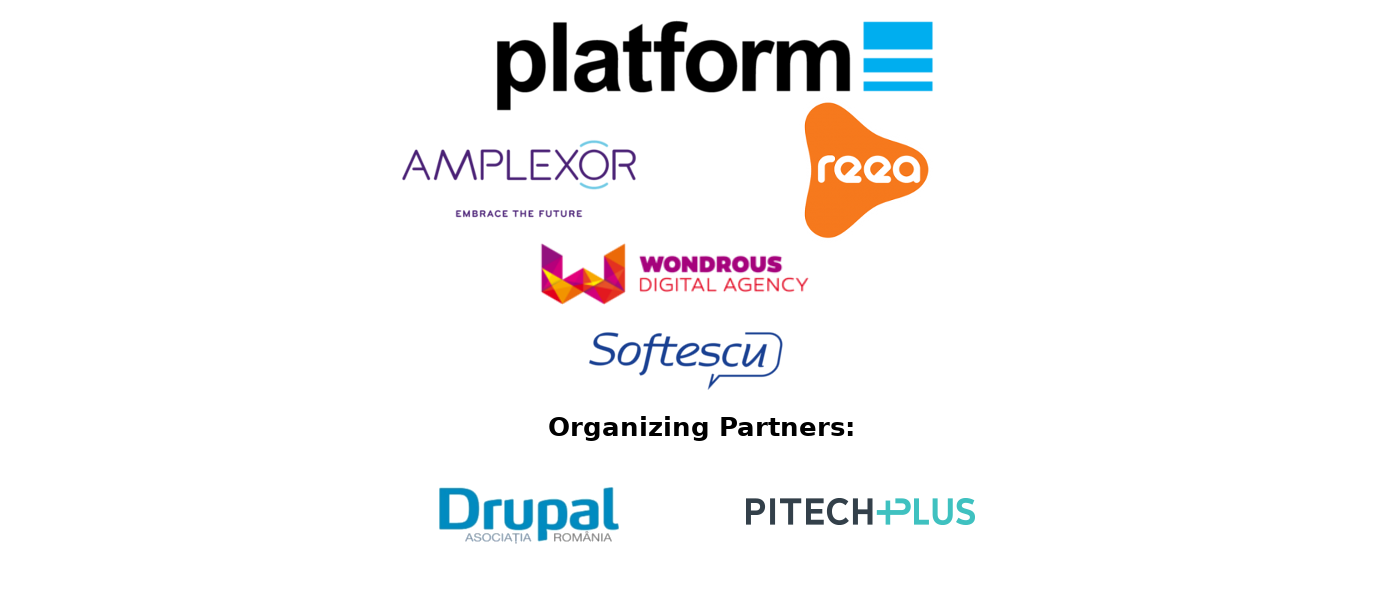 platform
AMPLEXOR
EMBRACE THE FUTURE
reea
WONDROUS
DIGITAL AGENCY
Softescu
Organizing Partners:
Drupal
ASOCIAȚIA ROMÂNIA
PITECH+PLUS